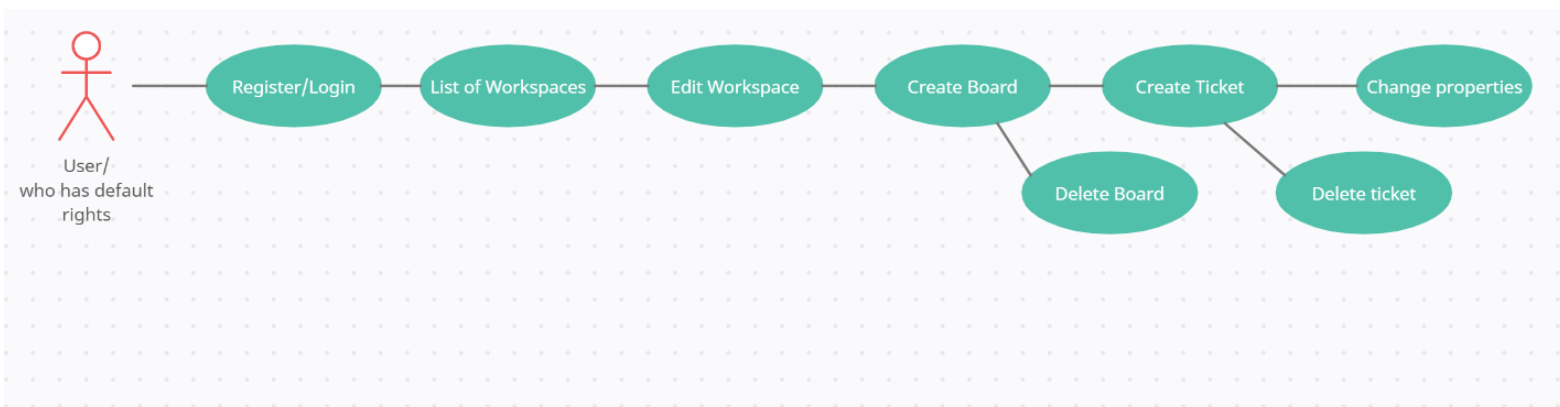 Register/Login
List of Workspaces
Edit Workspace
Create Board
Create Ticket
Change properties
User/
who has default
rights
Delete Board
Delete ticket